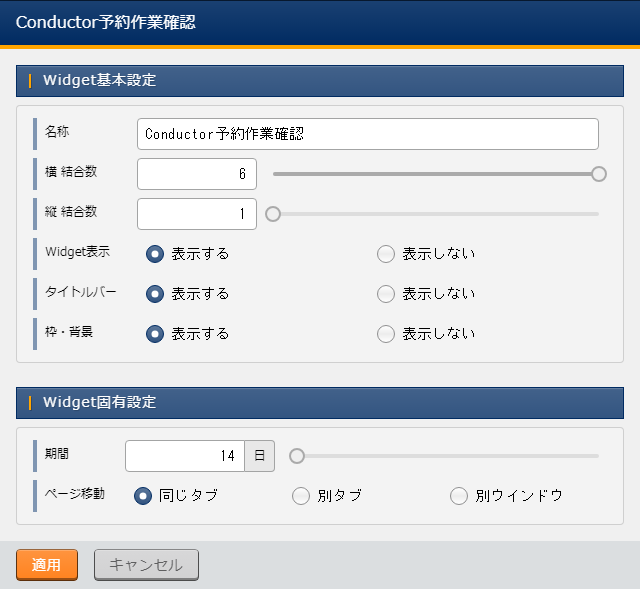 Conductor予約作業確認
Widget基本設定
名称 Conductor予約作業確認
横 結合数 6
縦 結合数 1
Widget表示 表示する 表示しない
タイトルバー 表示する 表示しない
枠・背景 表示する 表示しない
Widget固有設定
期間 14 日
ページ移動 同じタブ 別タブ 別ウインドウ
適用 キャンセル